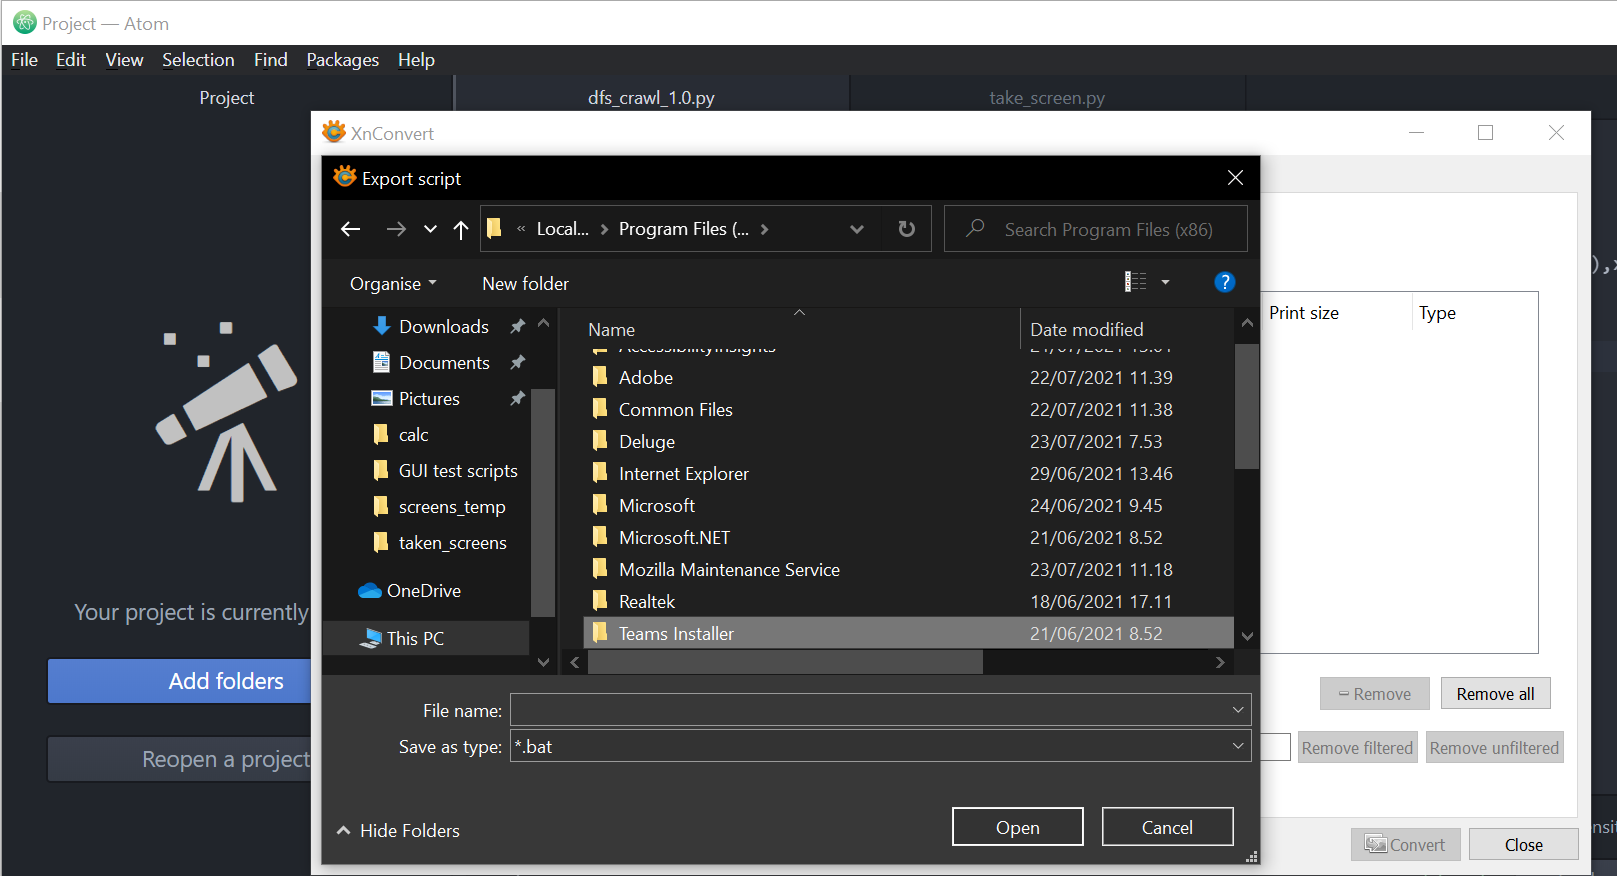 Project — Atom
File Edit View Selection Find Packages Help
Project dfs_crawl_1.0.py take_screen.py
XnConvert
Export script
« Local... > Program Files (... > Search Program Files (x86)
Organise New folder ?
Name Date modified
Print size Type
AccessibilityInsights
Downloads
Adobe 22/07/2021 11.39
Documents
Common Files 22/07/2021 11.38
Pictures
Deluge 23/07/2021 7.53
calc
Internet Explorer 29/06/2021 13.46
GUI test scripts
Microsoft 24/06/2021 9.45
screens_temp
Microsoft.NET 21/06/2021 8.52
taken_screens
Mozilla Maintenance Service 23/07/2021 11.18
OneDrive
Realtek 18/06/2021 17.11
This PC
Teams Installer 21/06/2021 8.52
Your project is currently
Add folders
Reopen a project
Remove Remove all
File name:
Save as type: *.bat
Remove filtered Remove unfiltered
Hide Folders Open Cancel
Convert Close